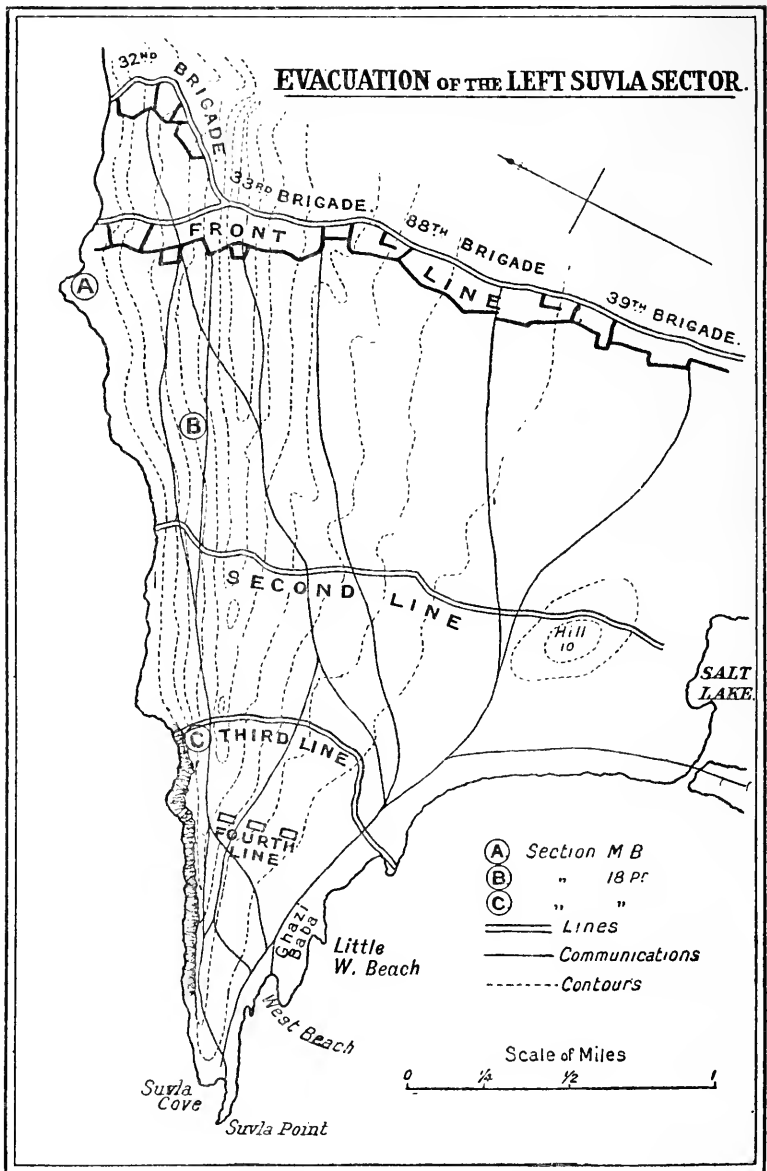 EVACUATION OF THE LEFT SUVLA SECTOR.
32ND BRIGADE
33RD BRIGADE.
88TH BRIGADE
39TH BRIGADE.
FRONT LINE
A
B
SECOND LINE
Hill
10
SALT
LAKE.
C
THIRD LINE
FOURTH
LINE
Ghazi
Baba
Little
W. Beach
West Beach
Suvla
Cove
Suvla Point
A Section M B
B " 18 Pr
C " "
Lines
Communications
Contours
Scale of Miles
0 1/4 1/2 1